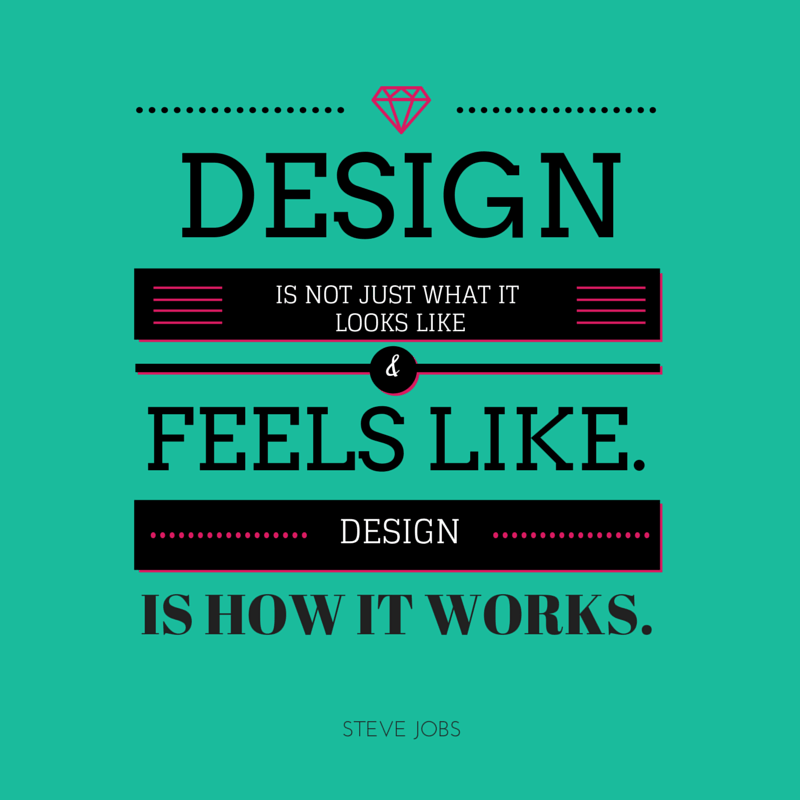 DESIGN
IS NOT JUST WHAT IT
LOOKS LIKE
&
FEELS LIKE.
DESIGN
IS HOW IT WORKS.
STEVE JOBS